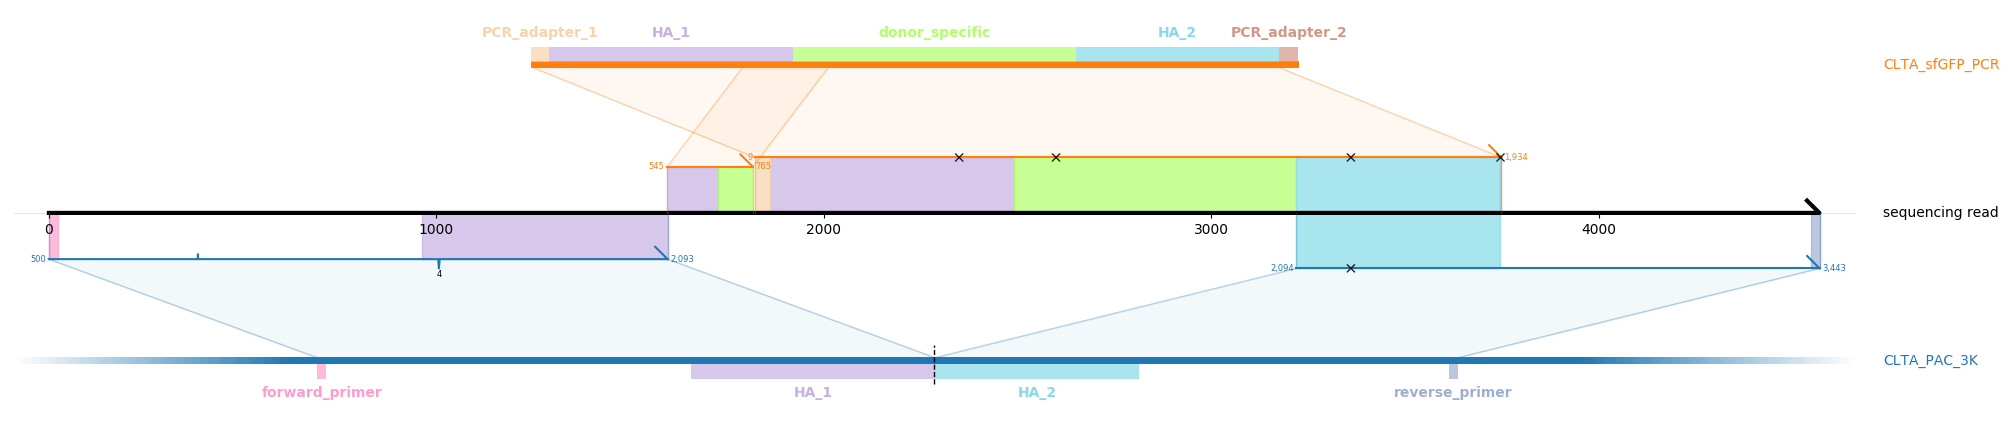 PCR_adapter_1 HA_1 donor_specific HA_2 PCR_adapter_2
CLTA_sfGFP_PCR
9 1,934
545 765
sequencing read
0 1000 2000 3000 4000
500 2,093
2,094 3,443
4
CLTA_PAC_3K
forward_primer HA_1 HA_2 reverse_primer